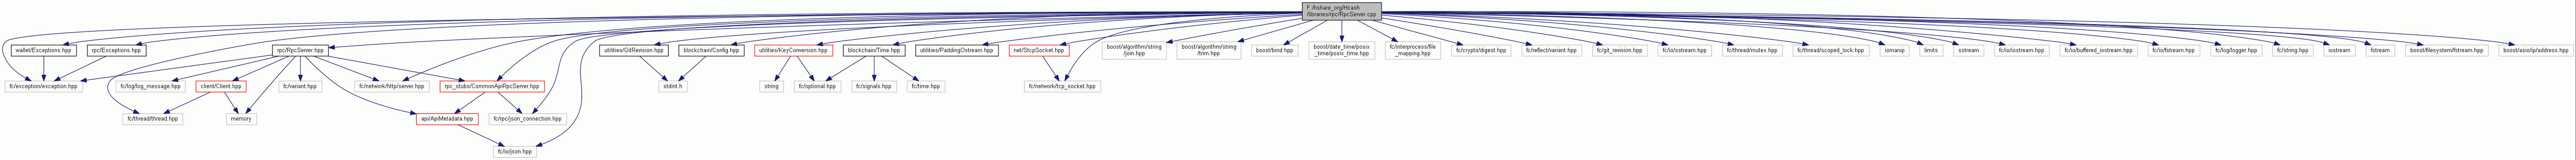 F:/hshare_org/Hcash
/libraries/rpc/RpcServer.cpp
wallet/Exceptions.hpp
rpc/Exceptions.hpp
rpc/RpcServer.hpp
utilities/GitRevision.hpp
blockchain/Config.hpp
utilities/KeyConversion.hpp
blockchain/Time.hpp
utilities/PaddingOstream.hpp
net/StcpSocket.hpp
boost/algorithm/string
/join.hpp
boost/algorithm/string
/trim.hpp
boost/bind.hpp
boost/date_time/posix
_time/posix_time.hpp
fc/interprocess/file
_mapping.hpp
fc/crypto/digest.hpp
fc/reflect/variant.hpp
fc/git_revision.hpp
fc/io/sstream.hpp
fc/thread/mutex.hpp
fc/thread/scoped_lock.hpp
iomanip
limits
sstream
fc/io/iostream.hpp
fc/io/buffered_iostream.hpp
fc/io/fstream.hpp
fc/log/logger.hpp
fc/string.hpp
iostream
fstream
boost/filesystem/fstream.hpp
boost/asio/ip/address.hpp
fc/exception/exception.hpp
fc/log/log_message.hpp
client/Client.hpp
fc/variant.hpp
fc/network/http/server.hpp
rpc_stubs/CommonApiRpcServer.hpp
stdint.h
string
fc/optional.hpp
fc/signals.hpp
fc/time.hpp
fc/network/tcp_socket.hpp
fc/thread/thread.hpp
memory
api/ApiMetadata.hpp
fc/rpc/json_connection.hpp
fc/io/json.hpp